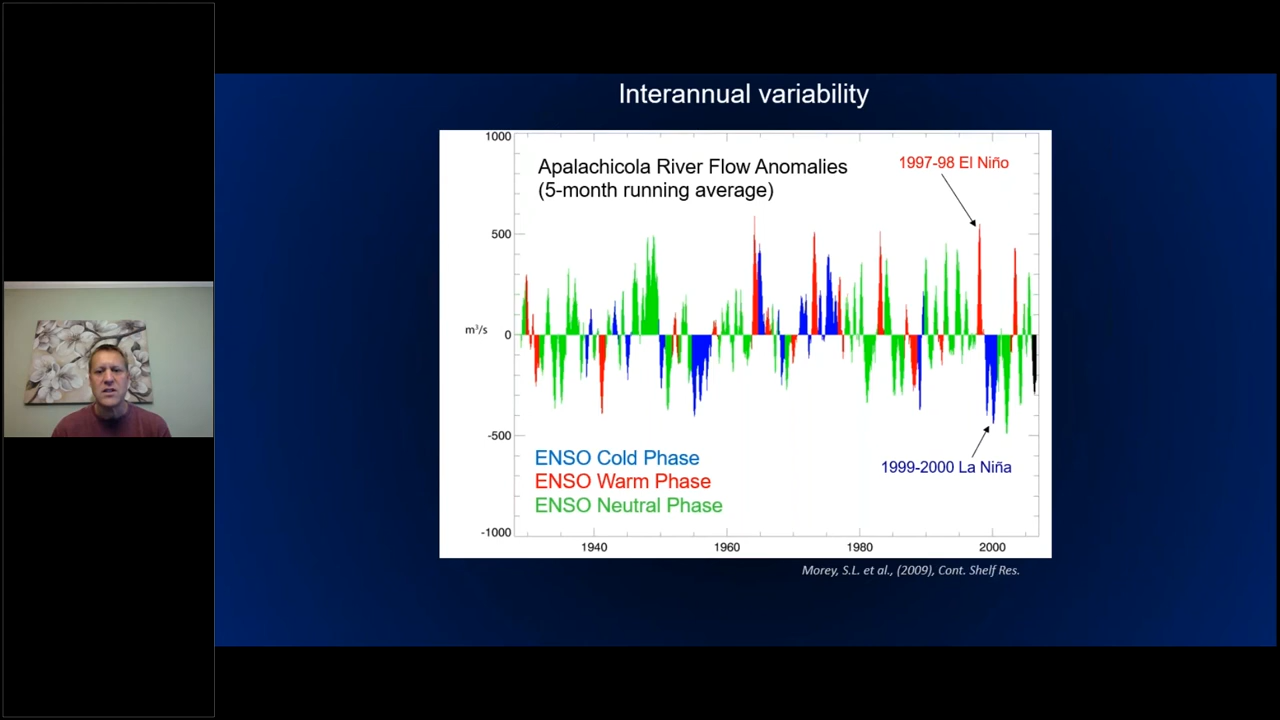 Interannual variability
1000
Apalachicola River Flow Anomalies
(5-month running average)
1997-98 El Niño
500
m³/s
0
-500
ENSO Cold Phase
ENSO Warm Phase
ENSO Neutral Phase
1999-2000 La Niña
-1000
1940 1960 1980 2000
Morey, S.L. et al., (2009), Cont. Shelf Res.